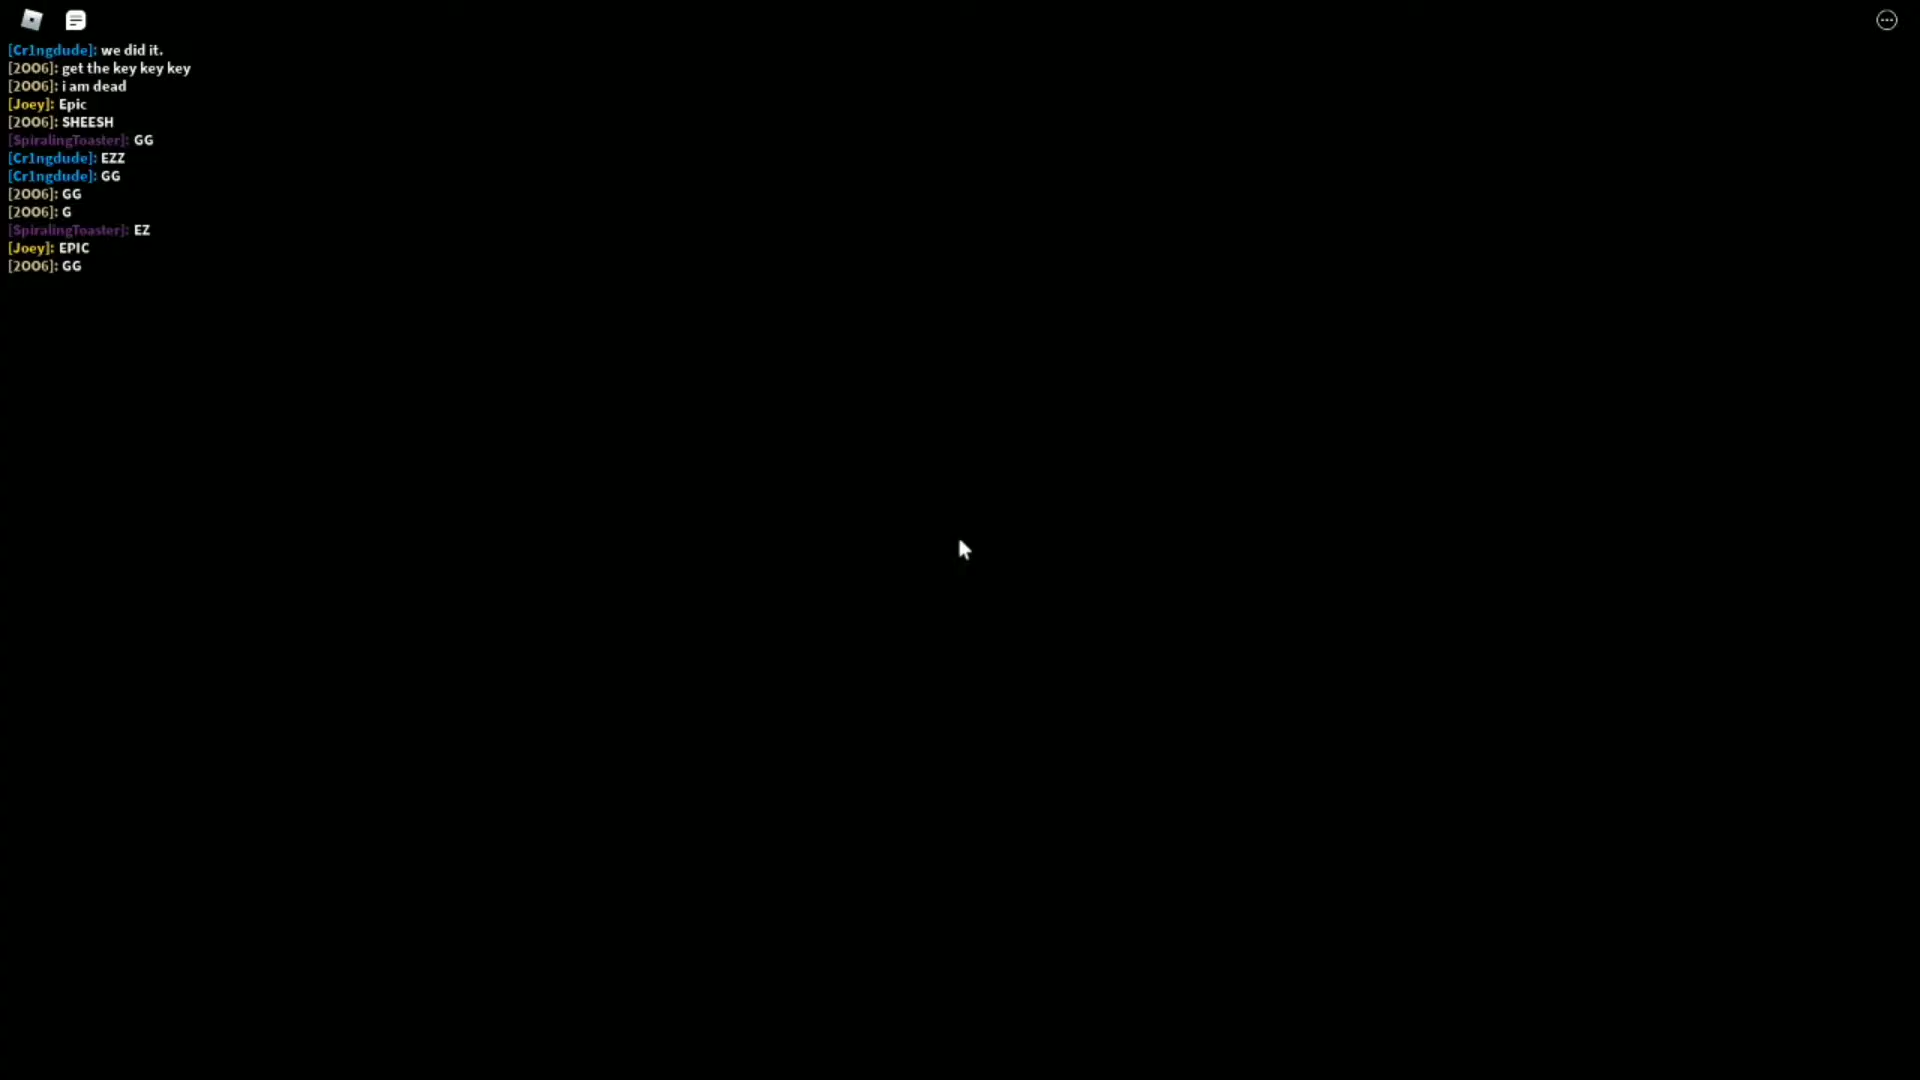 [Cr1ngdude]: we did it.
[2006]: get the key key key
[2006]: i am dead
[Joey]: Epic
[2006]: SHEESH
[SpiralingToaster]: GG
[Cr1ngdude]: EZZ
[Cr1ngdude]: GG
[2006]: GG
[2006]: G
[SpiralingToaster]: EZ
[Joey]: EPIC
[2006]: GG